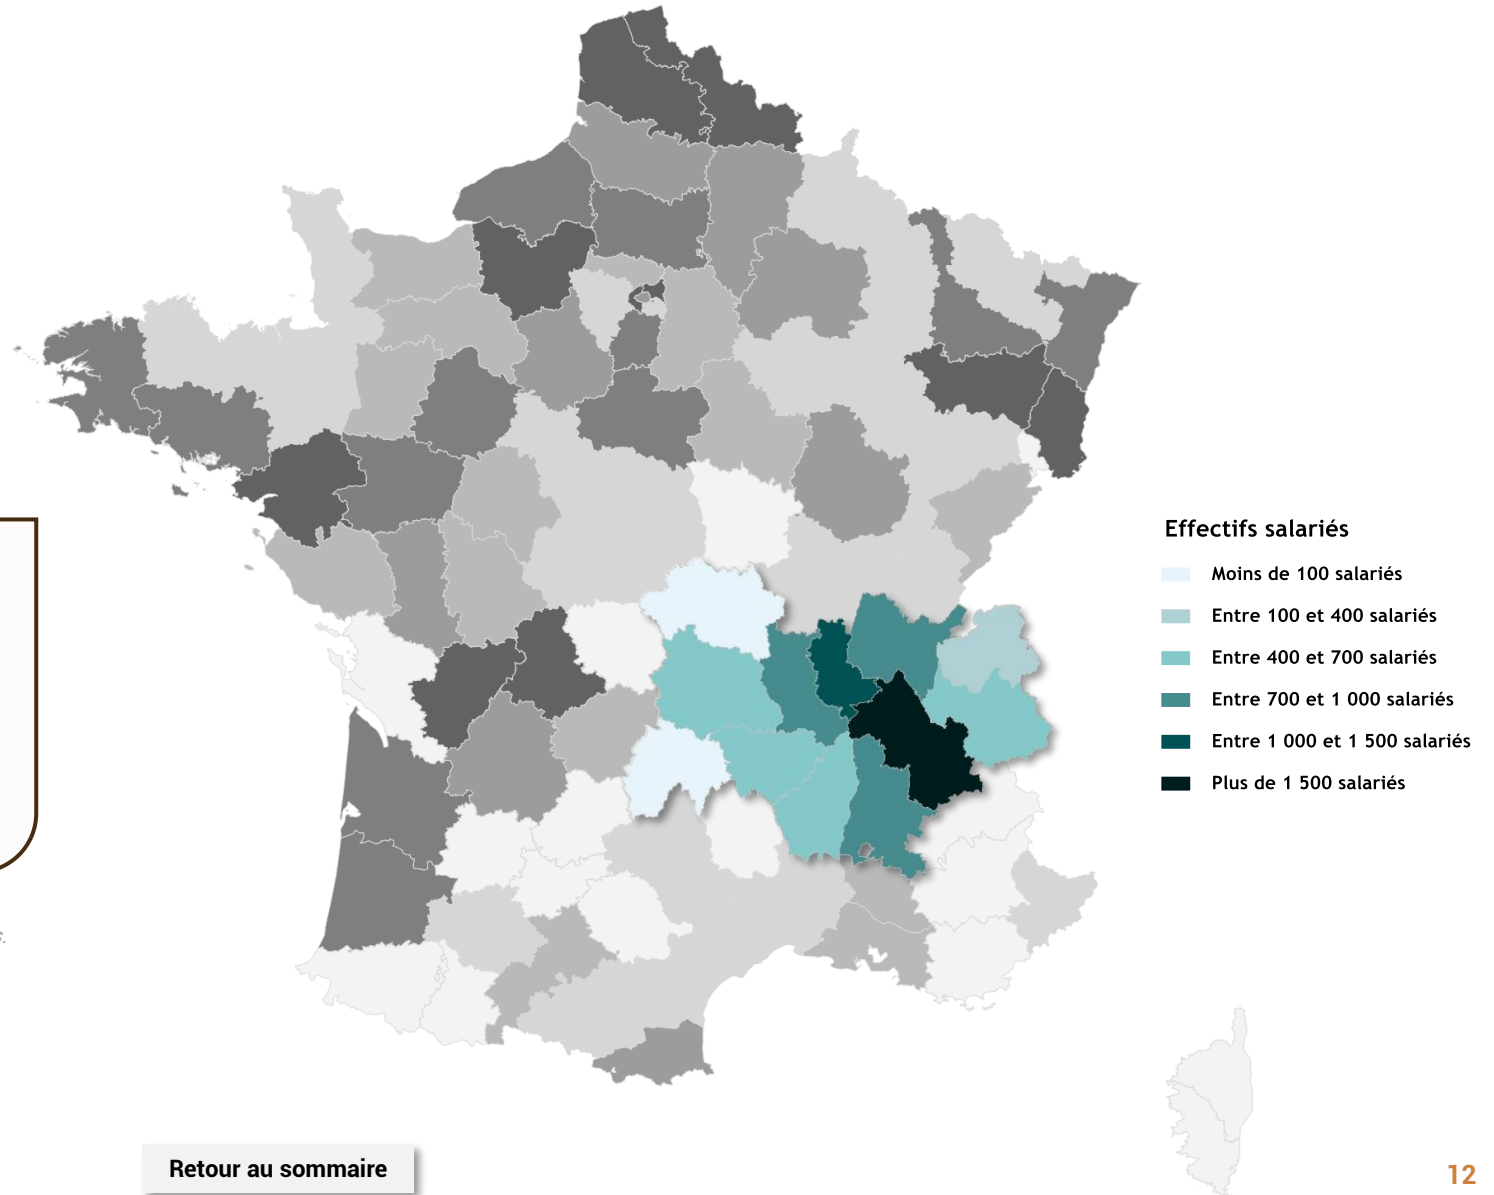 Effectifs salariés
Moins de 100 salariés
Entre 100 et 400 salariés
Entre 400 et 700 salariés
Entre 700 et 1 000 salariés
Entre 1 000 et 1 500 salariés
Plus de 1 500 salariés
s.
Retour au sommaire
12